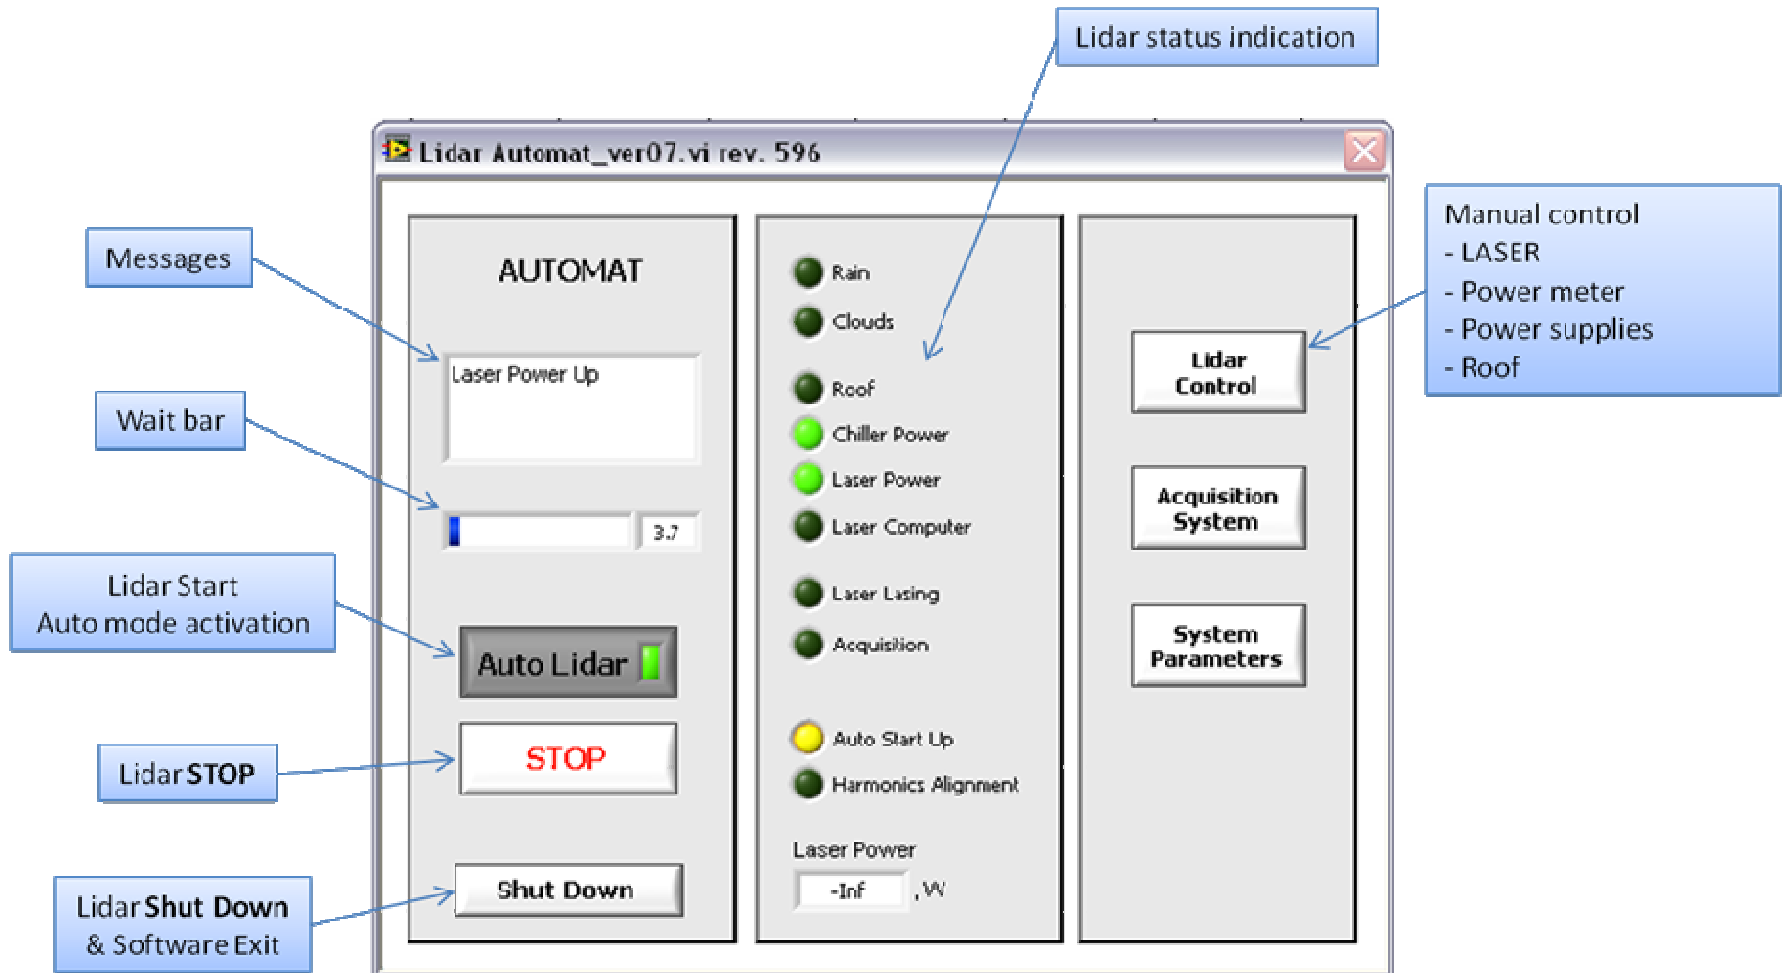 Lidar status indication
Lidar Automat_ver07.vi rev. 596
Messages
Wait bar
Lidar Start
Auto mode activation
Lidar STOP
Lidar Shut Down
& Software Exit
AUTOMAT
Laser Power Up
3.7
Auto Lidar
STOP
Shut Down
Rain
Clouds
Roof
Chiller Power
Laser Power
Laser Computer
Laser Lasing
Acquisition
Auto Start Up
Harmonics Alignment
Laser Power
-Inf , W
Lidar
Control
Acquisition
System
System
Parameters
Manual control
- LASER
- Power meter
- Power supplies
- Roof